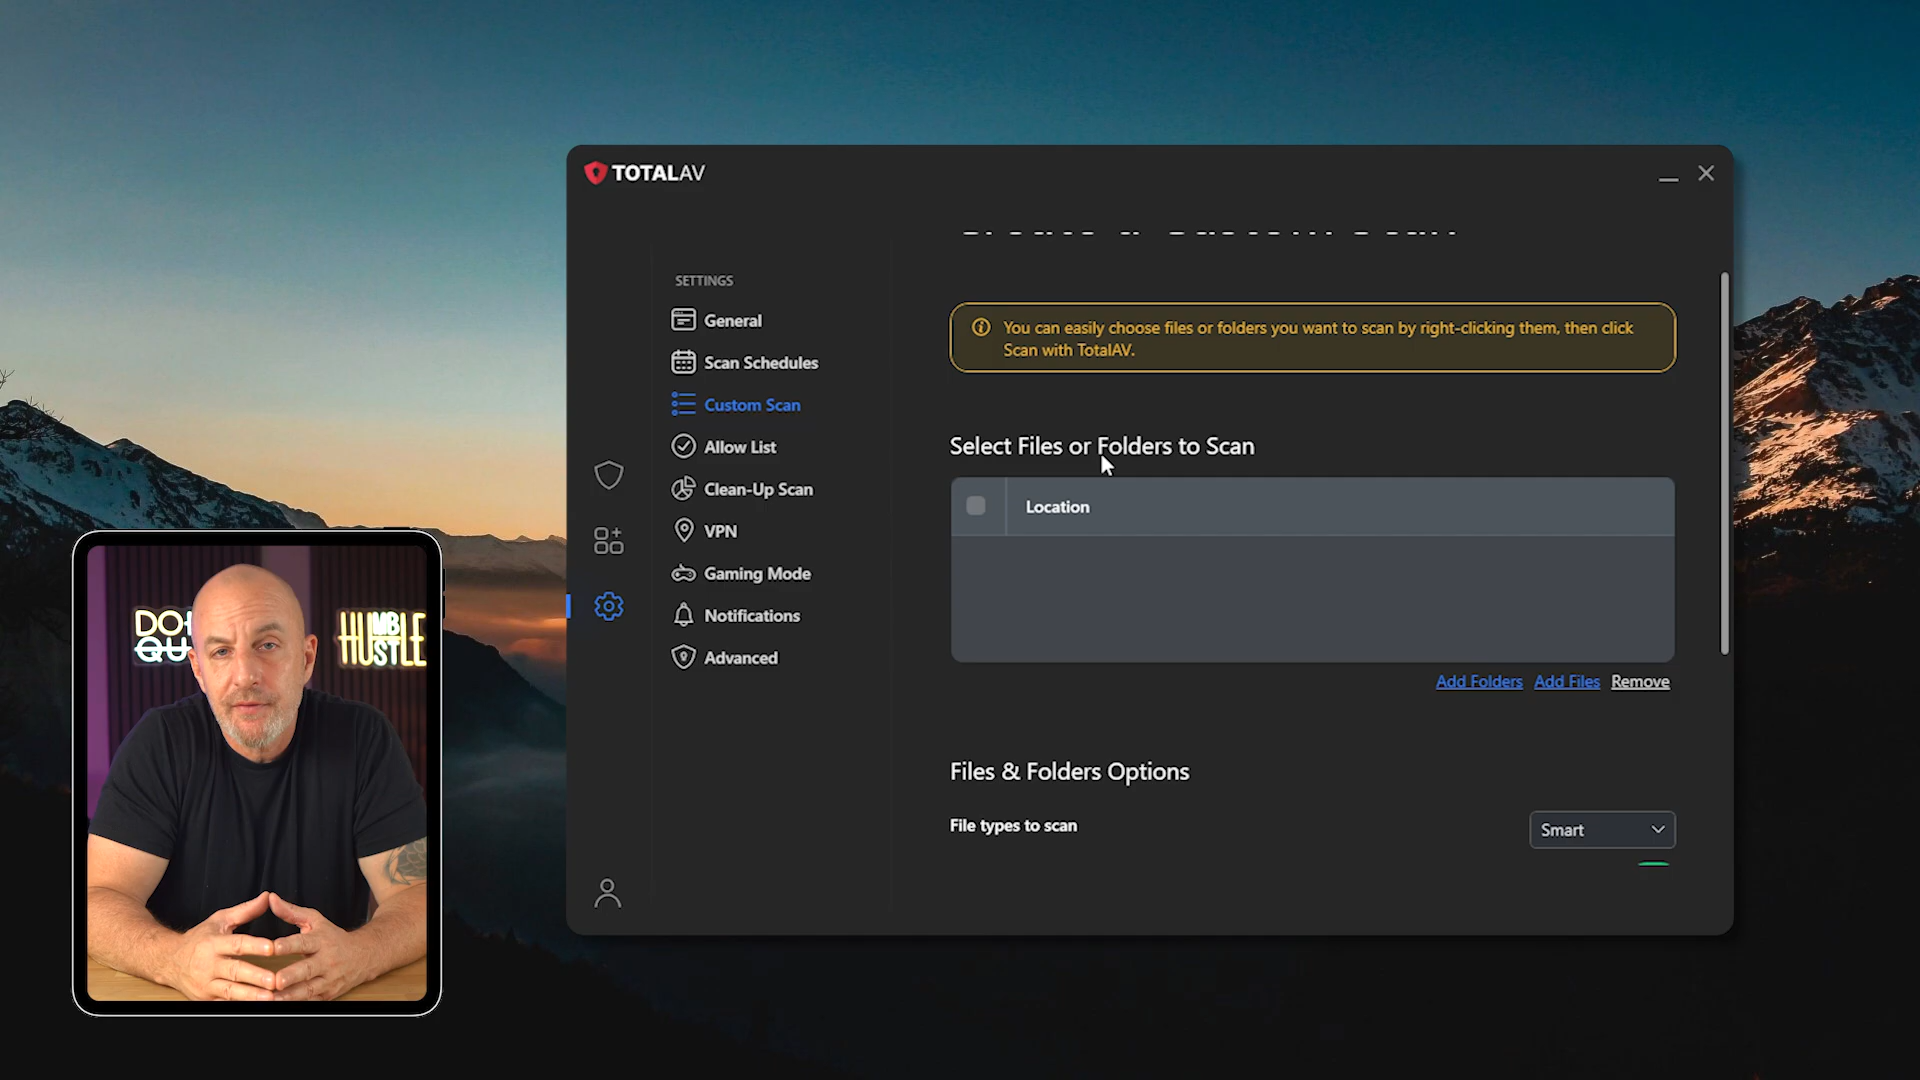 TOTALAV
SETTINGS
General
Scan Schedules
Custom Scan
Allow List
Clean-Up Scan
VPN
Gaming Mode
Notifications
Advanced
You can easily choose files or folders you want to scan by right-clicking them, then click
Scan with TotalAV.
Select Files or Folders to Scan
Location
Add Folders Add Files Remove
Files & Folders Options
File types to scan
Smart
HUMBLE
HUSTLE